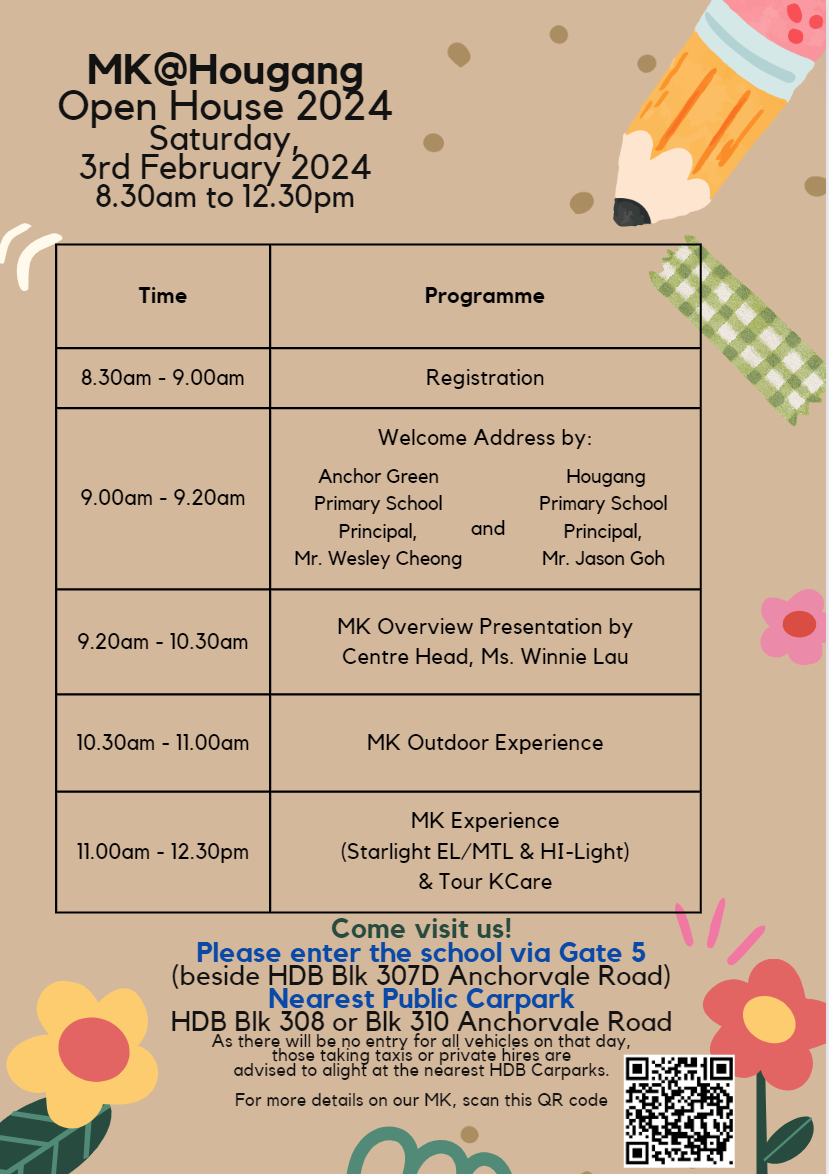 MK@Hougang
Open House 2024
Saturday,
3rd February 2024
8.30am to 12.30pm
Time
Programme
8.30am - 9.00am
Registration
9.00am - 9.20am
Welcome Address by:
Anchor Green
Primary School
Principal,
Mr. Wesley Cheong
and
Hougang
Primary School
Principal,
Mr. Jason Goh
9.20am - 10.30am
MK Overview Presentation by
Centre Head, Ms. Winnie Lau
10.30am - 11.00am
MK Outdoor Experience
11.00am - 12.30pm
MK Experience
(Starlight EL/MTL & HI-Light)
& Tour KCare
Come visit us!
Please enter the school via Gate 5
(beside HDB Blk 307D Anchorvale Road)
Nearest Public Carpark
HDB Blk 308 or Blk 310 Anchorvale Road
As there will be no entry for all vehicles on that day,
those taking taxis or private hires are
advised to alight at the nearest HDB Carparks.
For more details on our MK, scan this QR code